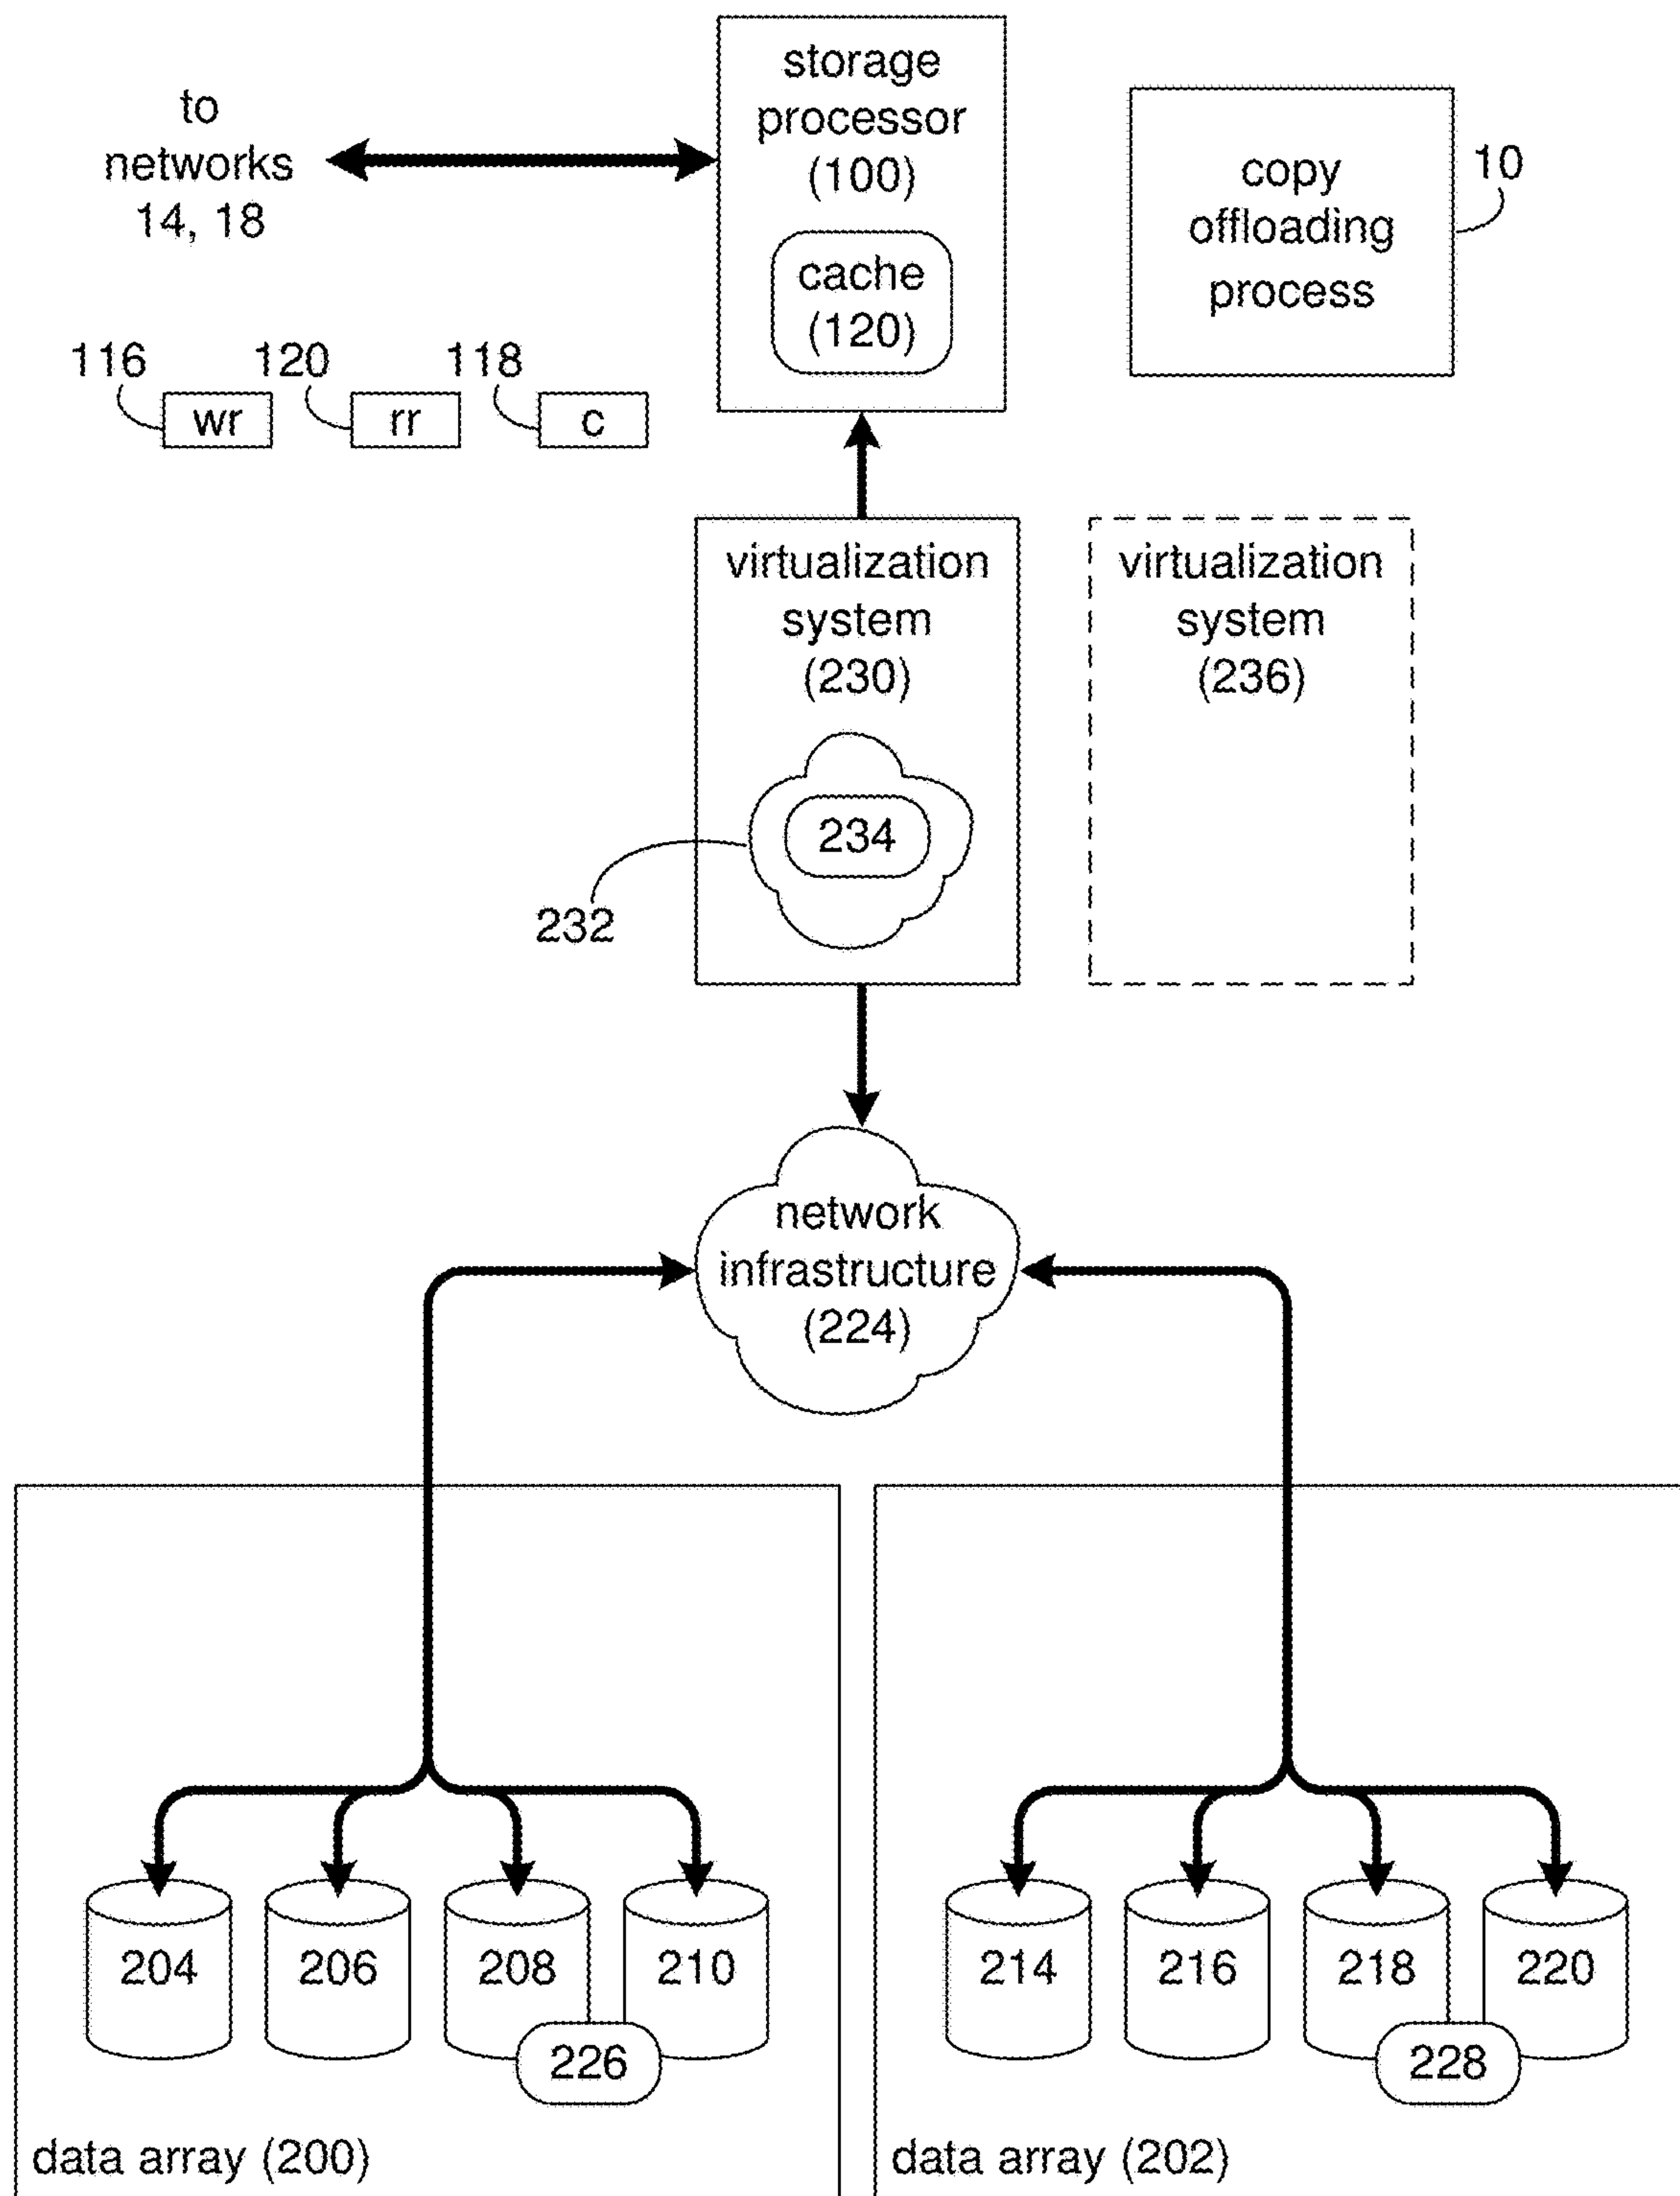 to
networks
14, 18
storage
processor
(100)
cache
(120)
copy
offloading
process
10
116
120
118
wr
rr
c
virtualization
system
(230)
234
232
virtualization
system
(236)
network
infrastructure
(224)
204
206
208
210
226
data array (200)
214
216
218
220
228
data array (202)